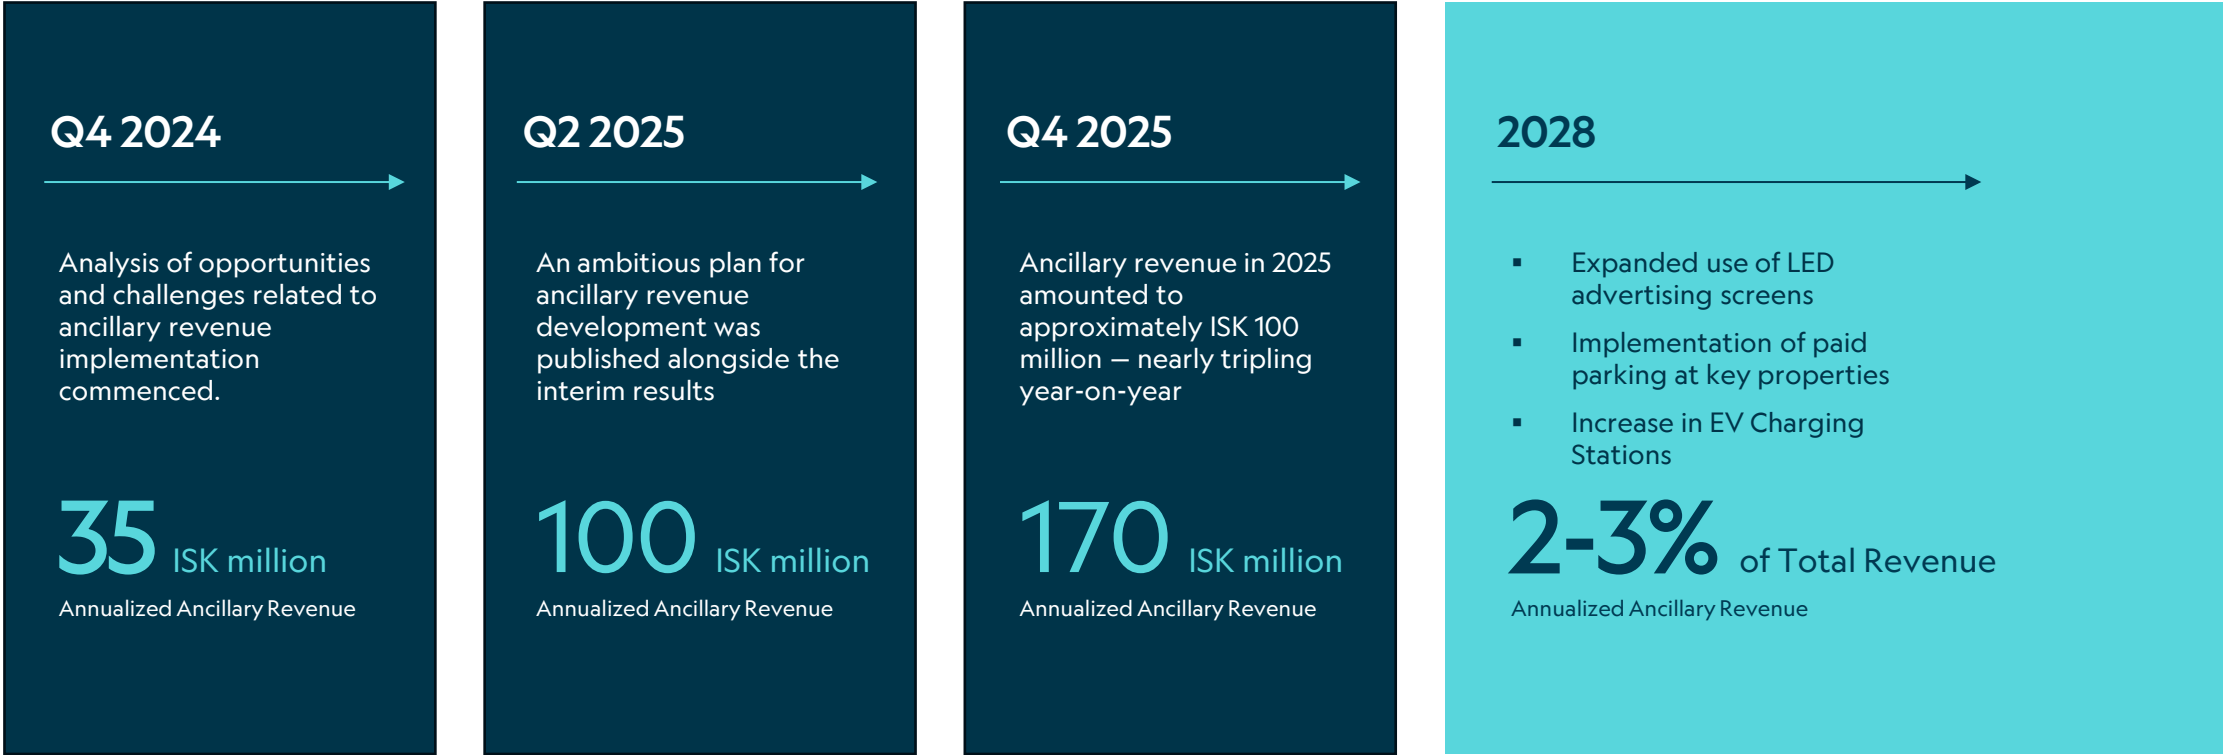 Q4 2024
Analysis of opportunities
and challenges related to
ancillary revenue
implementation
commenced.
35 ISK million
Annualized Ancillary Revenue
Q2 2025
An ambitious plan for
ancillary revenue
development was
published alongside the
interim results
100 ISK million
Annualized Ancillary Revenue
Q4 2025
Ancillary revenue in 2025
amounted to
approximately ISK 100
million – nearly tripling
year-on-year
170 ISK million
Annualized Ancillary Revenue
2028
▪ Expanded use of LED
advertising screens
▪ Implementation of paid
parking at key properties
▪ Increase in EV Charging
Stations
2-3% of Total Revenue
Annualized Ancillary Revenue